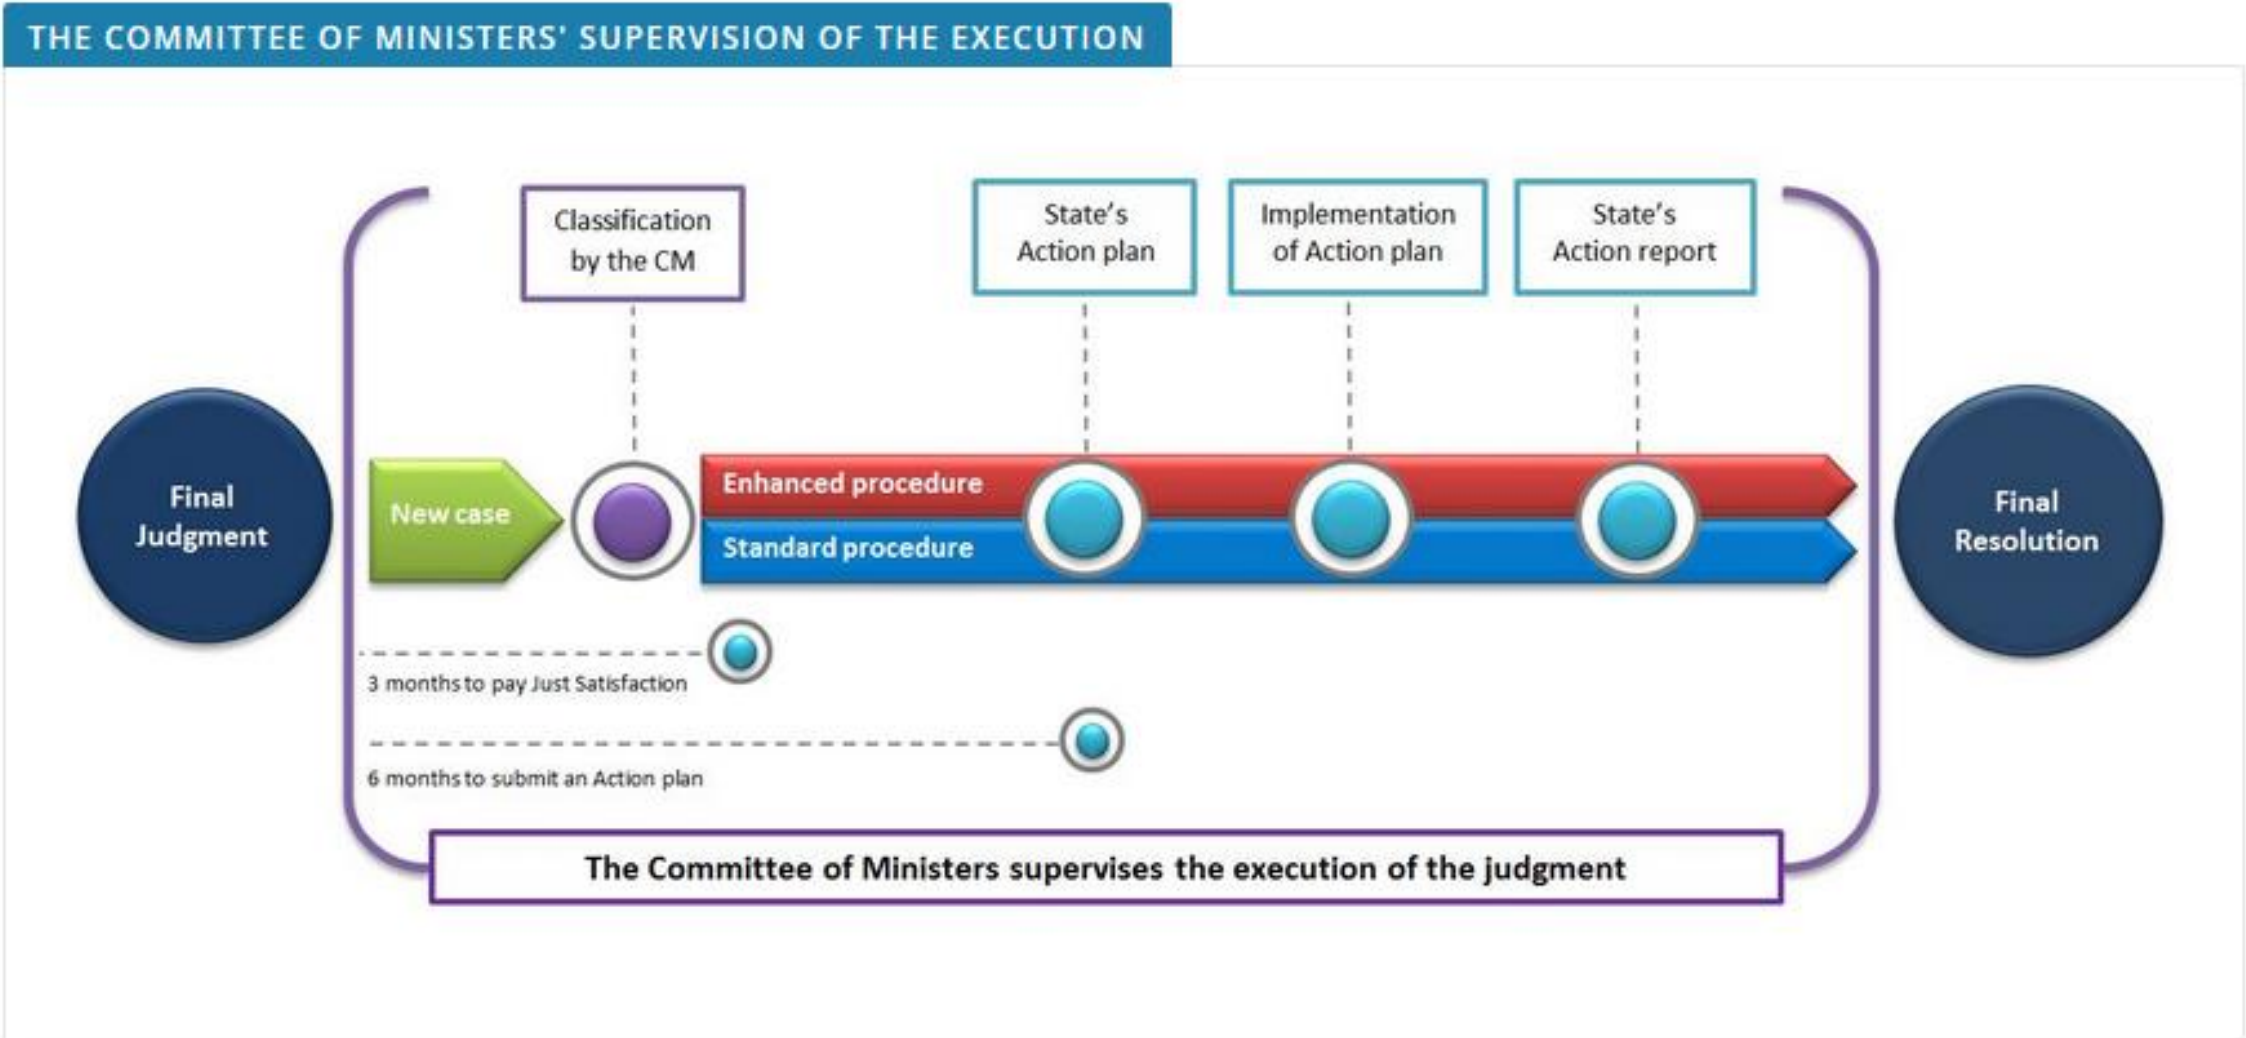 THE COMMITTEE OF MINISTERS' SUPERVISION OF THE EXECUTION
Classification
by the CM
State's
Action plan
Implementation
of Action plan
State's
Action report
Final
Judgment
New case
Enhanced procedure
Standard procedure
Final
Resolution
3 months to pay Just Satisfaction
6 months to submit an Action plan
The Committee of Ministers supervises the execution of the judgment